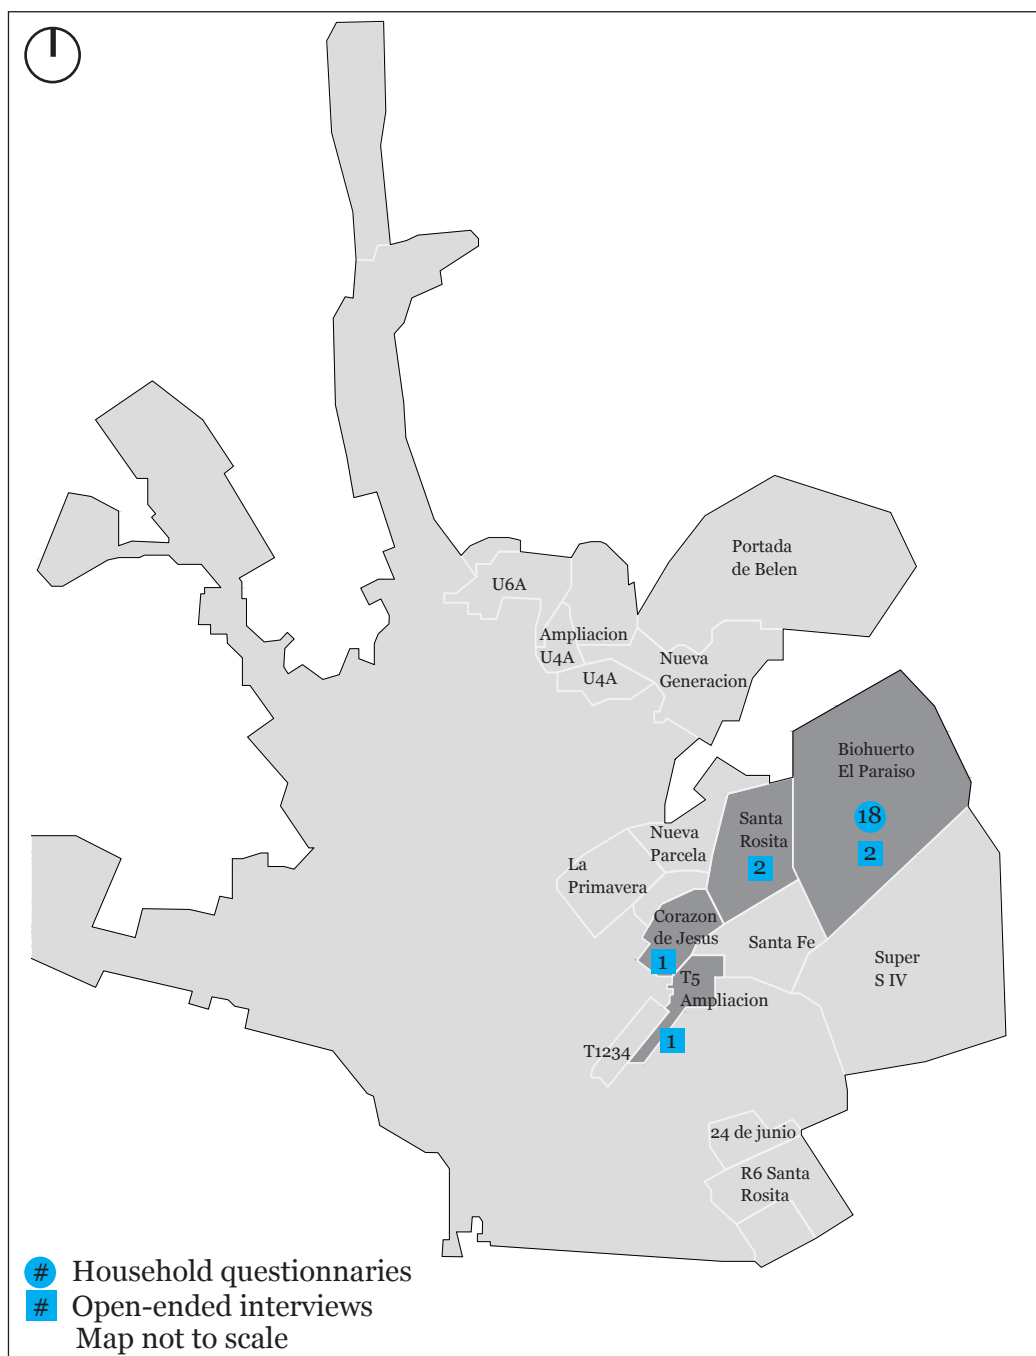 Portada
de Belen
U6A
Ampliacion
U4A
U4A
Nueva
Generacion
Biohuerto
El Paraiso
18
2
Santa
Rosita
2
Nueva
Parcela
La
Primavera
Corazon
de Jesus
1
Santa Fe
Super
S IV
T5
Ampliacion
1
T1234
24 de junio
R6 Santa
Rosita
# Household questionnaries
# Open-ended interviews
Map not to scale